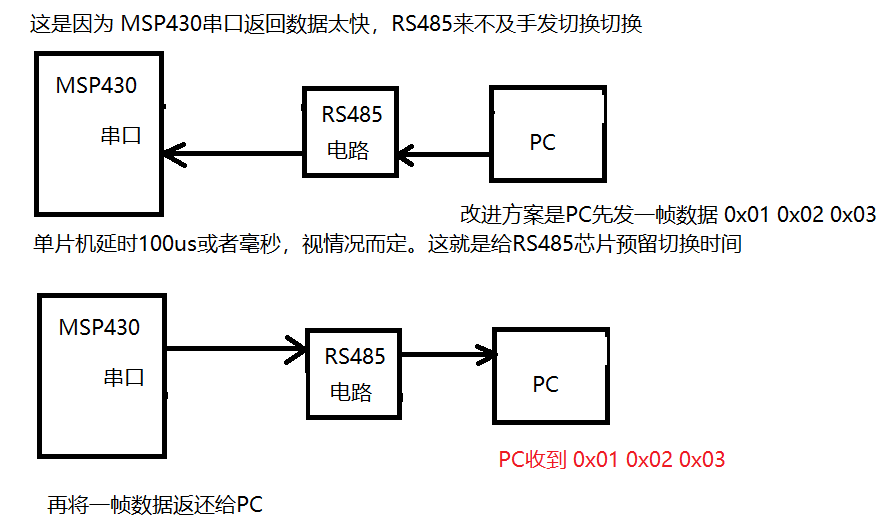 这是因为 MSP430串口返回数据太快，RS485来不及手发切换切换
MSP430
串口
RS485
电路
PC
改进方案是PC先发一帧数据 0x01 0x02 0x03
单片机延时100us或者毫秒，视情况而定。这就是给RS485芯片预留切换时间
MSP430
串口
RS485
电路
PC
PC收到 0x01 0x02 0x03
再将一帧数据返还给PC